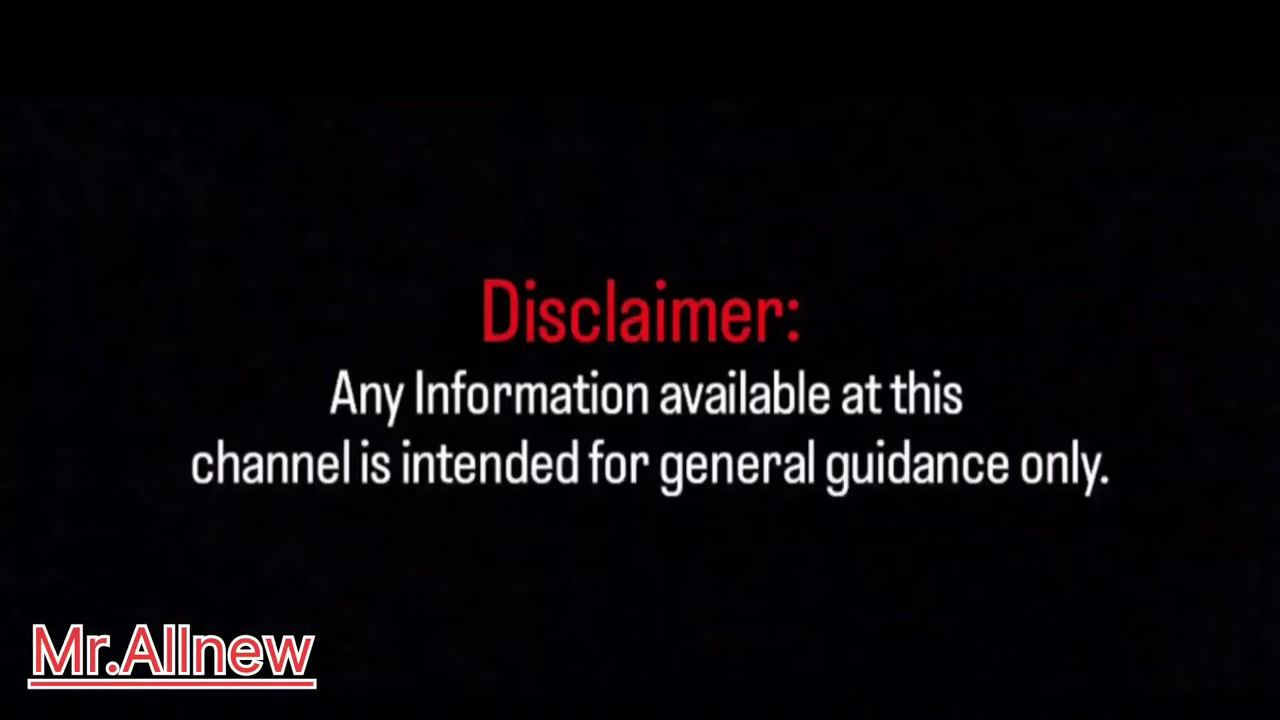 Disclaimer:
Any Information available at this
channel is intended for general guidance only.
Mr.Allnew